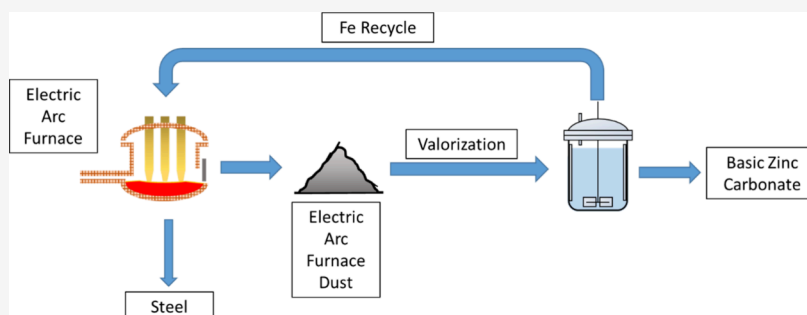 Fe Recycle
Electric
Arc
Furnace
Valorization
Basic Zinc
Carbonate
Electric
Arc
Furnace
Dust
Steel